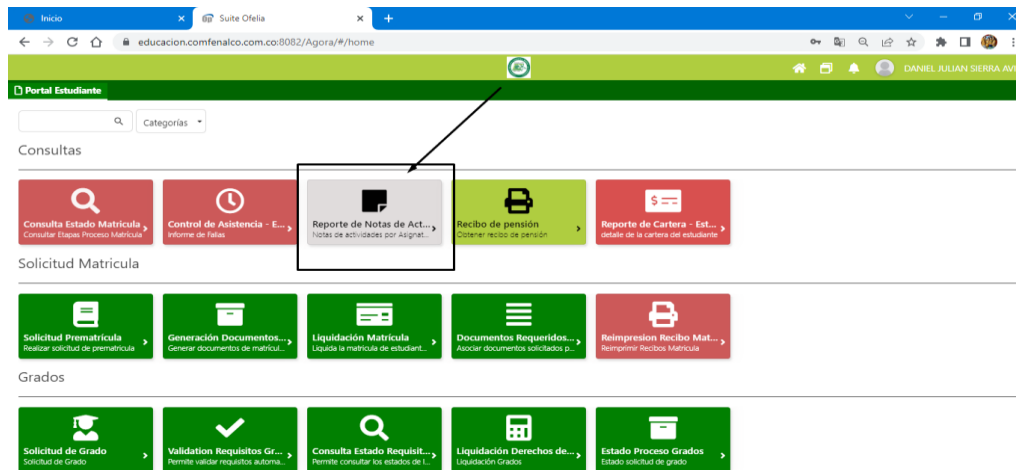 Inicio
Suite Ofelia
educacion.comfenalco.com.co:8082/Agora/#/home
DANIEL JULIAN SIERRA AVI
Portal Estudiante
Categorías
Consultas
Consulta Estado Matricula
Consultar Etapas Proceso Matrícula
Control de Asistencia - E...
Informe de Fallas
Reporte de Notas de Act...
Notas de actividades por Asignat...
Recibo de pensión
Obtener recibo de pensión
Reporte de Cartera - Est...
detalle de la cartera del estudiante
Solicitud Matricula
Solicitud Prematrícula
Realizar solicitud de prematricula
Generación Documentos...
Generar documentos de matrícul...
Liquidación Matrícula
Liquida la matricula de estudiant...
Documentos Requeridos...
Asociar documentos solicitados p...
Reimpresion Recibo Mat...
Reimprimir Recibos Matricula
Grados
Solicitud de Grado
Solicitud de Grado
Validation Requisitos Gr...
Permite validar requisitos automa...
Consulta Estado Requisit...
Permite consultar los estados de l...
Liquidación Derechos de...
Liquidación Grados
Estado Proceso Grados
Estado solicitud de grado